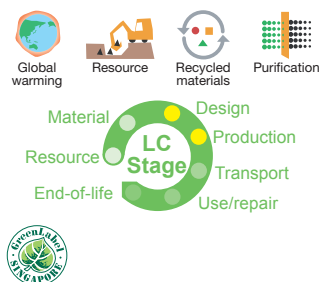 Global
warming
Resource
Recycled
materials
Purification
Design
Material
Production
LC
Stage
Resource
Transport
End-of-life
Use/repair
GreenLabel
SINGAPORE